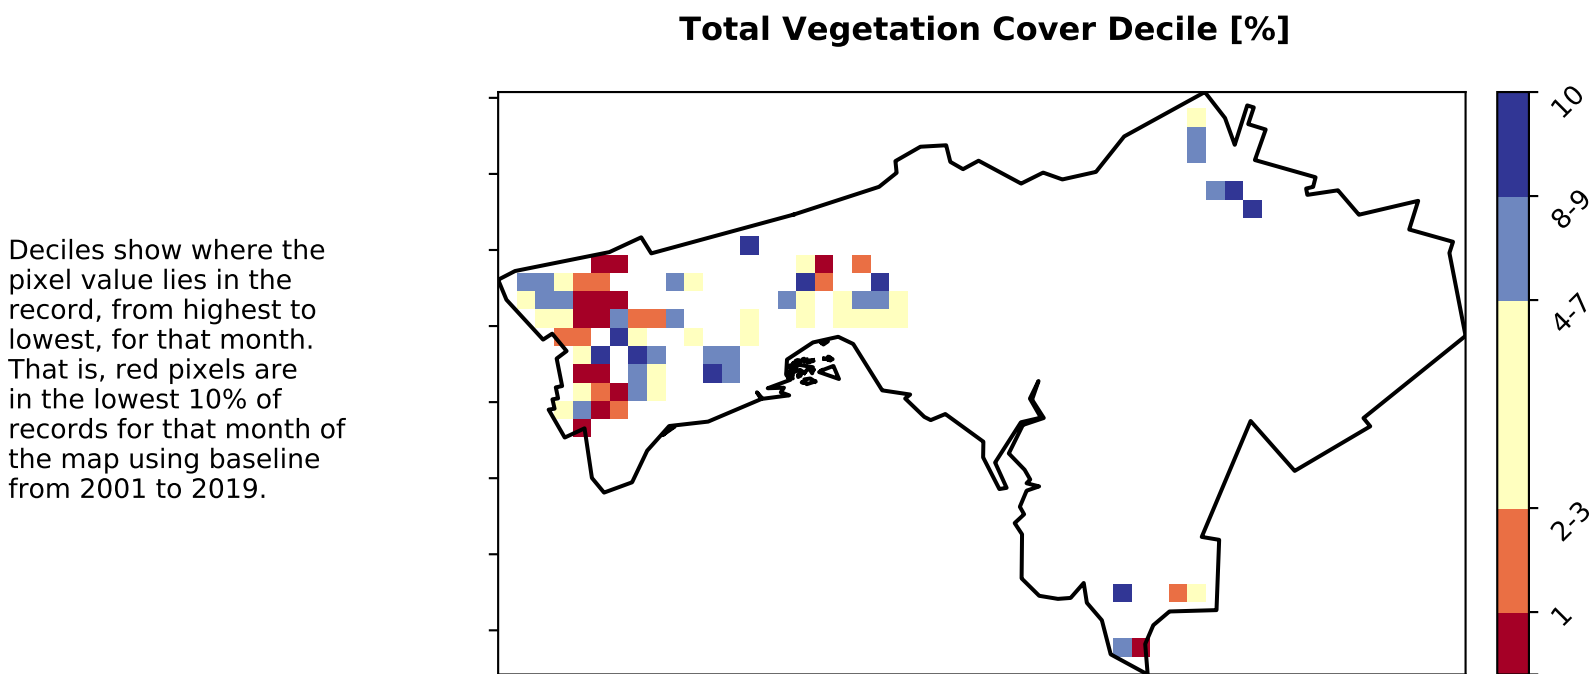 Total Vegetation Cover Decile [%]
Deciles show where the
pixel value lies in the
record, from highest to
lowest, for that month.
That is, red pixels are
in the lowest 10% of
records for that month of
the map using baseline
from 2001 to 2019.
10
8-9
4-7
2-3
1